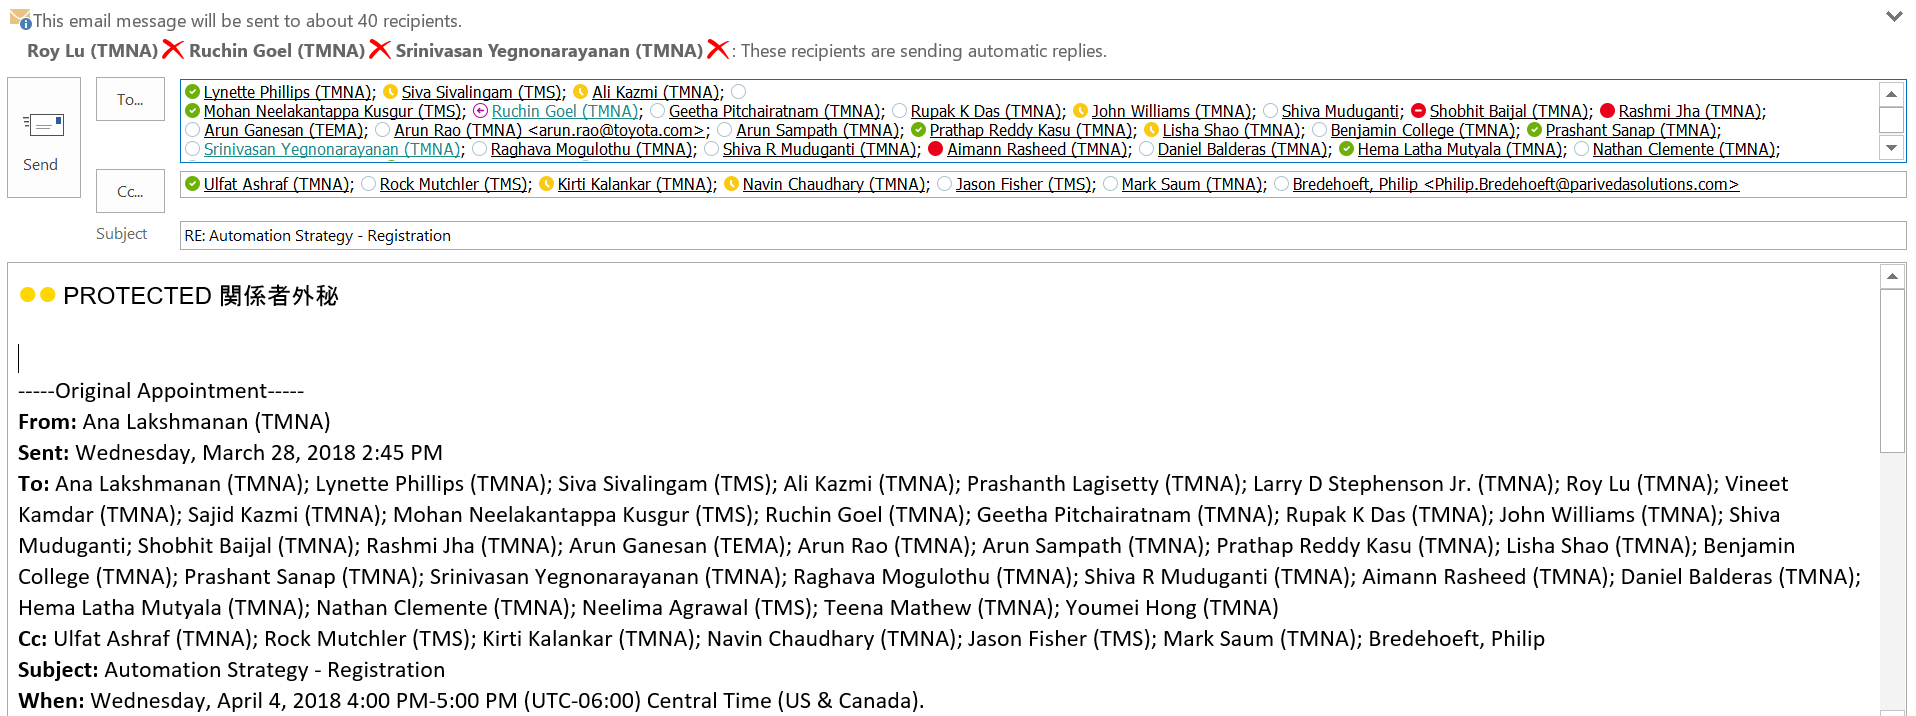 This email message will be sent to about 40 recipients.
Roy Lu (TMNA) Ruchin Goel (TMNA) Srinivasan Yegnonarayanan (TMNA) : These recipients are sending automatic replies.
Send
To...
Lynette Phillips (TMNA); Siva Sivalingam (TMS); Ali Kazmi (TMNA);
Mohan Neelakantappa Kusgur (TMS); Ruchin Goel (TMNA); Geetha Pitchairatnam (TMNA); Rupak K Das (TMNA); John Williams (TMNA); Shiva Muduganti; Shobhit Baijal (TMNA); Rashmi Jha (TMNA);
Arun Ganesan (TEMA); Arun Rao (TMNA) <arun.rao@toyota.com>; Arun Sampath (TMNA); Prathap Reddy Kasu (TMNA); Lisha Shao (TMNA); Benjamin College (TMNA); Prashant Sanap (TMNA);
Srinivasan Yegnonarayanan (TMNA); Raghava Mogulothu (TMNA); Shiva R Muduganti (TMNA); Aimann Rasheed (TMNA); Daniel Balderas (TMNA); Hema Latha Mutyala (TMNA); Nathan Clemente (TMNA);
Cc...
Ulfat Ashraf (TMNA); Rock Mutchler (TMS); Kirti Kalankar (TMNA); Navin Chaudhary (TMNA); Jason Fisher (TMS); Mark Saum (TMNA); Bredehoeft, Philip <Philip.Bredehoeft@parivedasolutions.com>
Subject
RE: Automation Strategy - Registration
PROTECTED 関係者外秘
-----Original Appointment-----
From: Ana Lakshmanan (TMNA)
Sent: Wednesday, March 28, 2018 2:45 PM
To: Ana Lakshmanan (TMNA); Lynette Phillips (TMNA); Siva Sivalingam (TMS); Ali Kazmi (TMNA); Prashanth Lagisetty (TMNA); Larry D Stephenson Jr. (TMNA); Roy Lu (TMNA); Vineet
Kamdar (TMNA); Sajid Kazmi (TMNA); Mohan Neelakantappa Kusgur (TMS); Ruchin Goel (TMNA); Geetha Pitchairatnam (TMNA); Rupak K Das (TMNA); John Williams (TMNA); Shiva
Muduganti; Shobhit Baijal (TMNA); Rashmi Jha (TMNA); Arun Ganesan (TEMA); Arun Rao (TMNA); Arun Sampath (TMNA); Prathap Reddy Kasu (TMNA); Lisha Shao (TMNA); Benjamin
College (TMNA); Prashant Sanap (TMNA); Srinivasan Yegnonarayanan (TMNA); Raghava Mogulothu (TMNA); Shiva R Muduganti (TMNA); Aimann Rasheed (TMNA); Daniel Balderas (TMNA);
Hema Latha Mutyala (TMNA); Nathan Clemente (TMNA); Neelima Agrawal (TMS); Teena Mathew (TMNA); Youmei Hong (TMNA)
Cc: Ulfat Ashraf (TMNA); Rock Mutchler (TMS); Kirti Kalankar (TMNA); Navin Chaudhary (TMNA); Jason Fisher (TMS); Mark Saum (TMNA); Bredehoeft, Philip
Subject: Automation Strategy - Registration
When: Wednesday, April 4, 2018 4:00 PM-5:00 PM (UTC-06:00) Central Time (US & Canada).